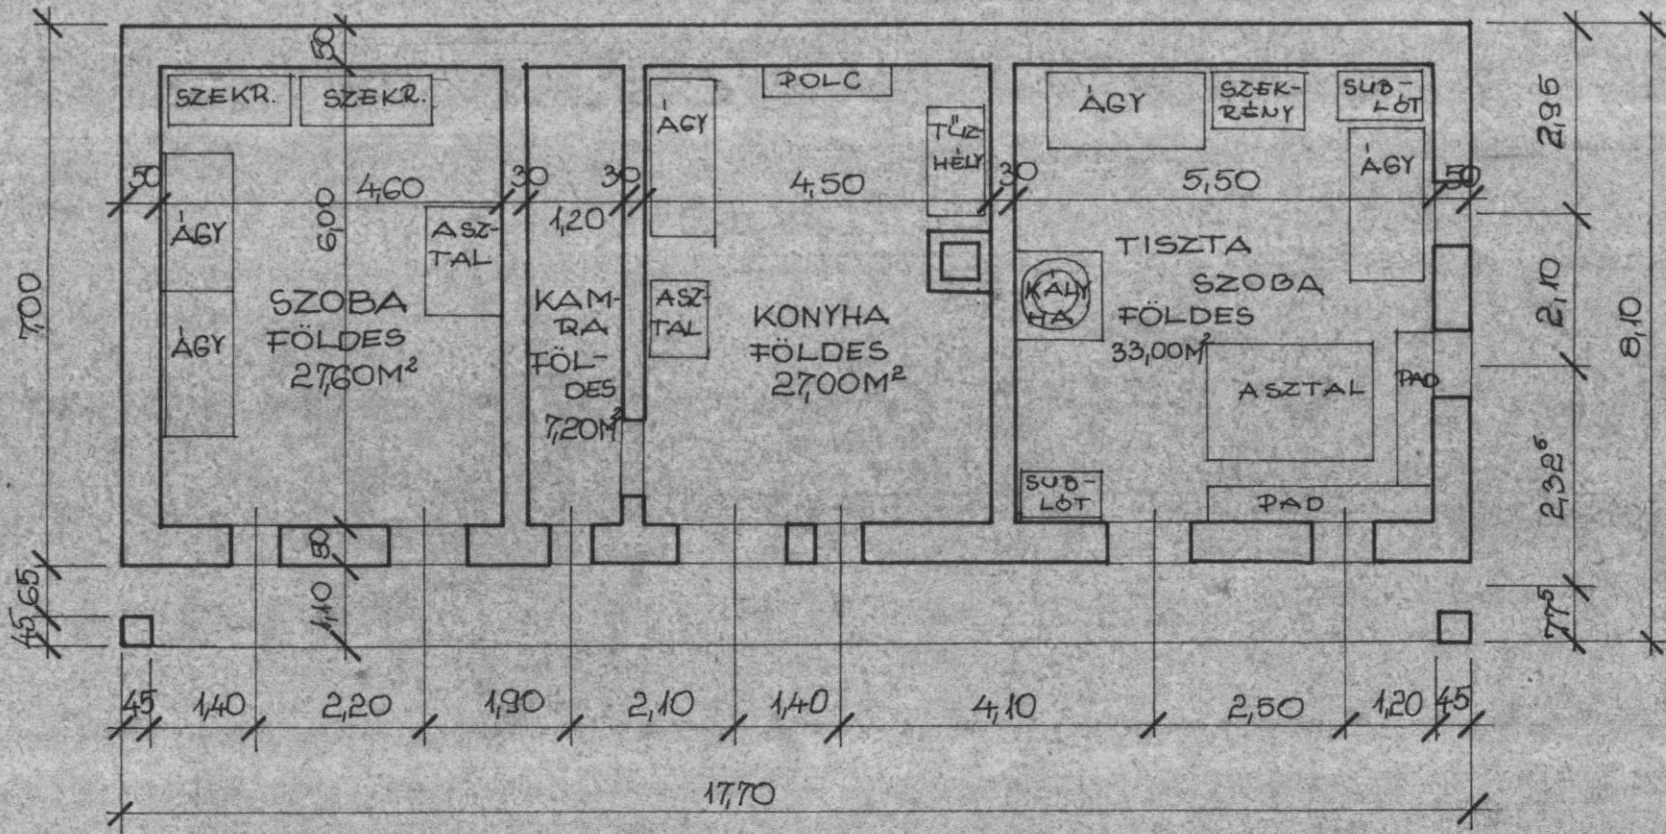 50
SZEKR.
SZEKR.
ÁGY
POLC
TŰZ-
HELY
ÁGY
SZEK-
RÉNY
SUB-
LÓT
ÁGY
2,95
50
4,60
30
1,20
30
4,50
30
5,50
50
6,00
7,00
ÁGY
ÁGY
ASZ-
TAL
SZOBA
FÖLDES
27,60M²
KAM-
RA
FÖL-
DES
7,20M²
ASZ-
TAL
KONYHA
FÖLDES
27,00M²
TISZTA
SZOBA
FÖLDES
33,00M²
KÁLY
HA
ASZTAL
PAD
SUB-
LÓT
PAD
2,10
8,10
2,32⁵
77⁵
65
45
1,10
45
1,40
2,20
1,90
2,10
1,40
4,10
2,50
1,20
45
17,70